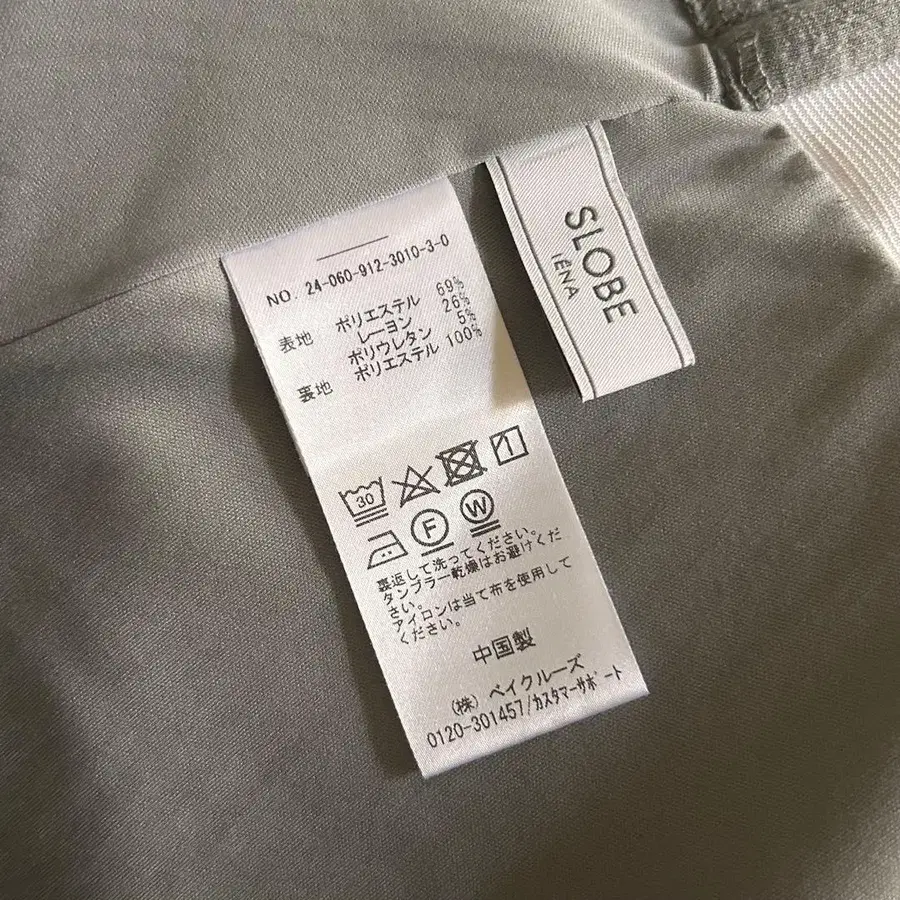 NO. 24-060-912-3010-3-0
表地 ポリエステル 69%
レーヨン 26%
ポリウレタン 5%
裏地 ポリエステル 100%
30
F W
裏返して洗ってください。
タンブラー乾燥はお避けくだ
さい。
アイロンは当て布を使用して
ください。
中国製
(株) ベイクルーズ
0120-301457/カスタマーサポート
SLOBE
IÉNA